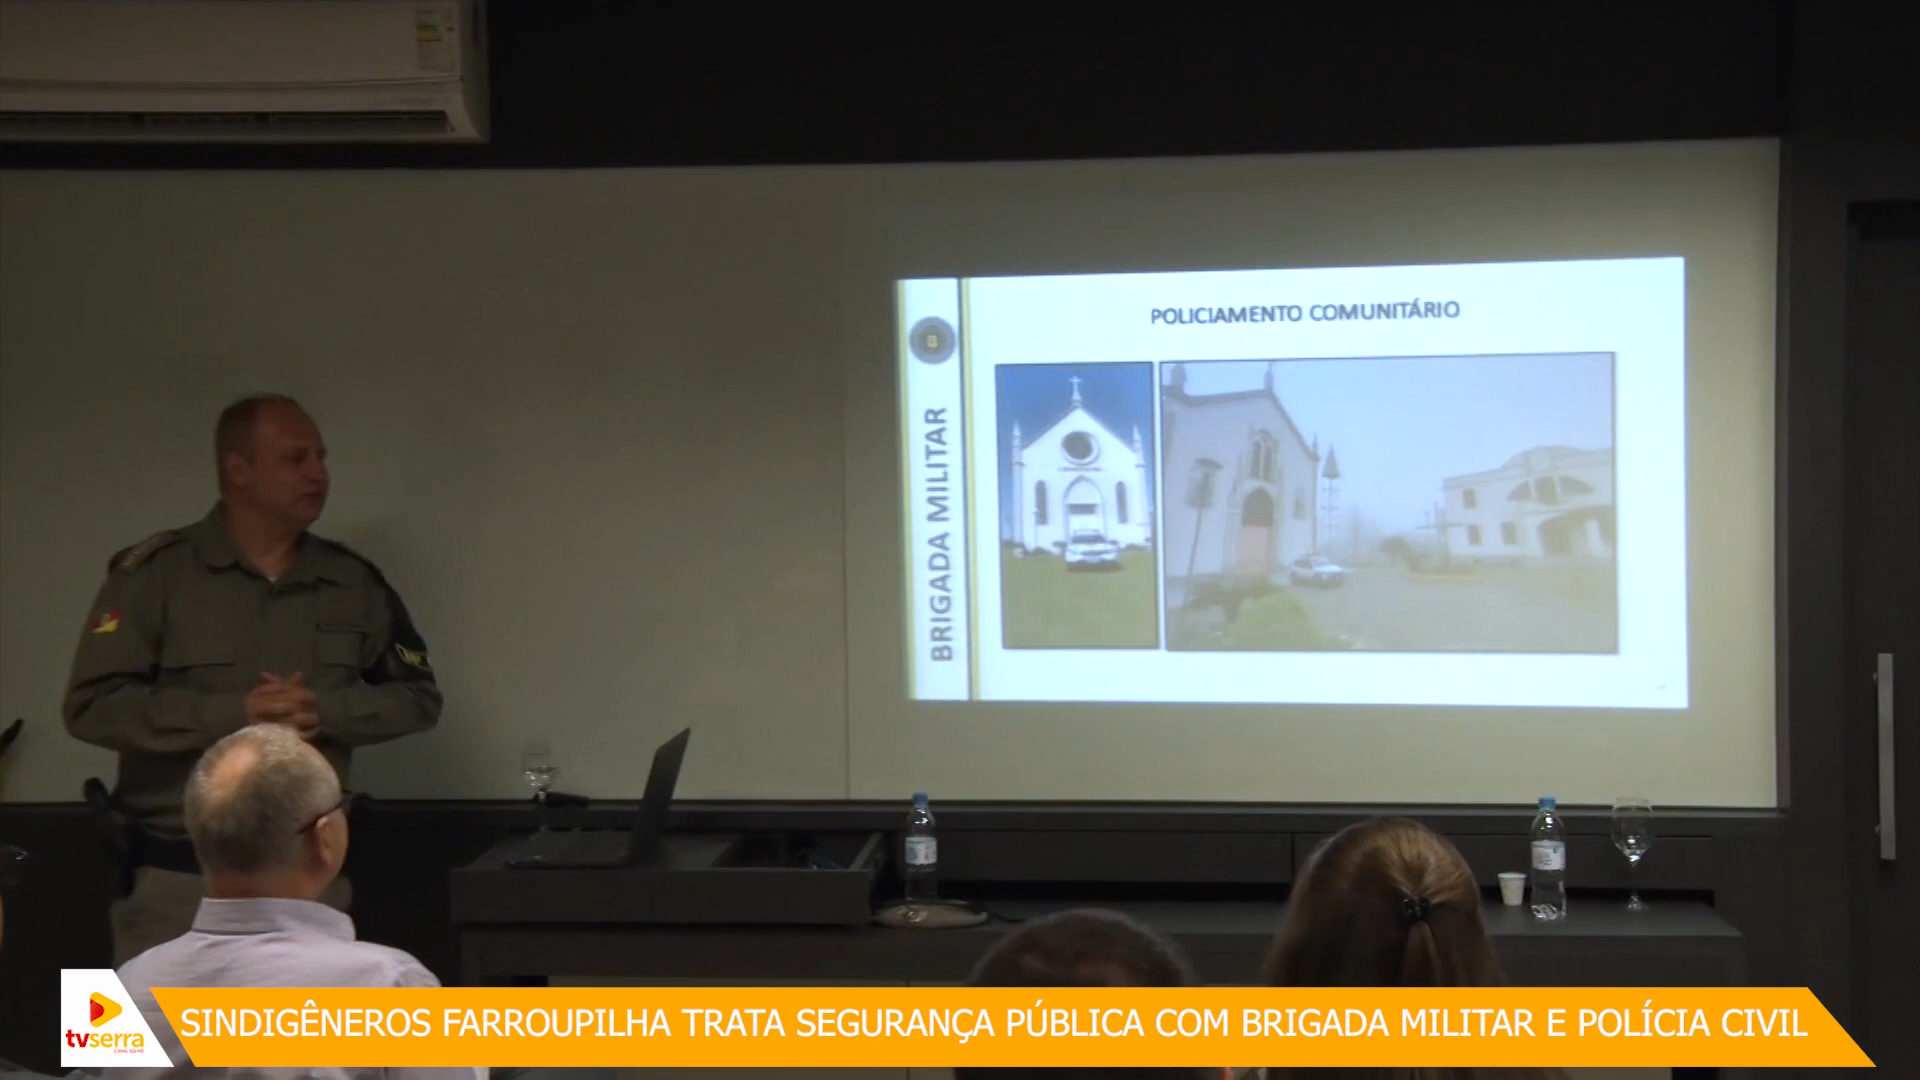 POLICIAMENTO COMUNITÁRIO
BRIGADA MILITAR
tvserra
SINDIGÊNEROS FARROUPILHA TRATA SEGURANÇA PÚBLICA COM BRIGADA MILITAR E POLÍCIA CIVIL